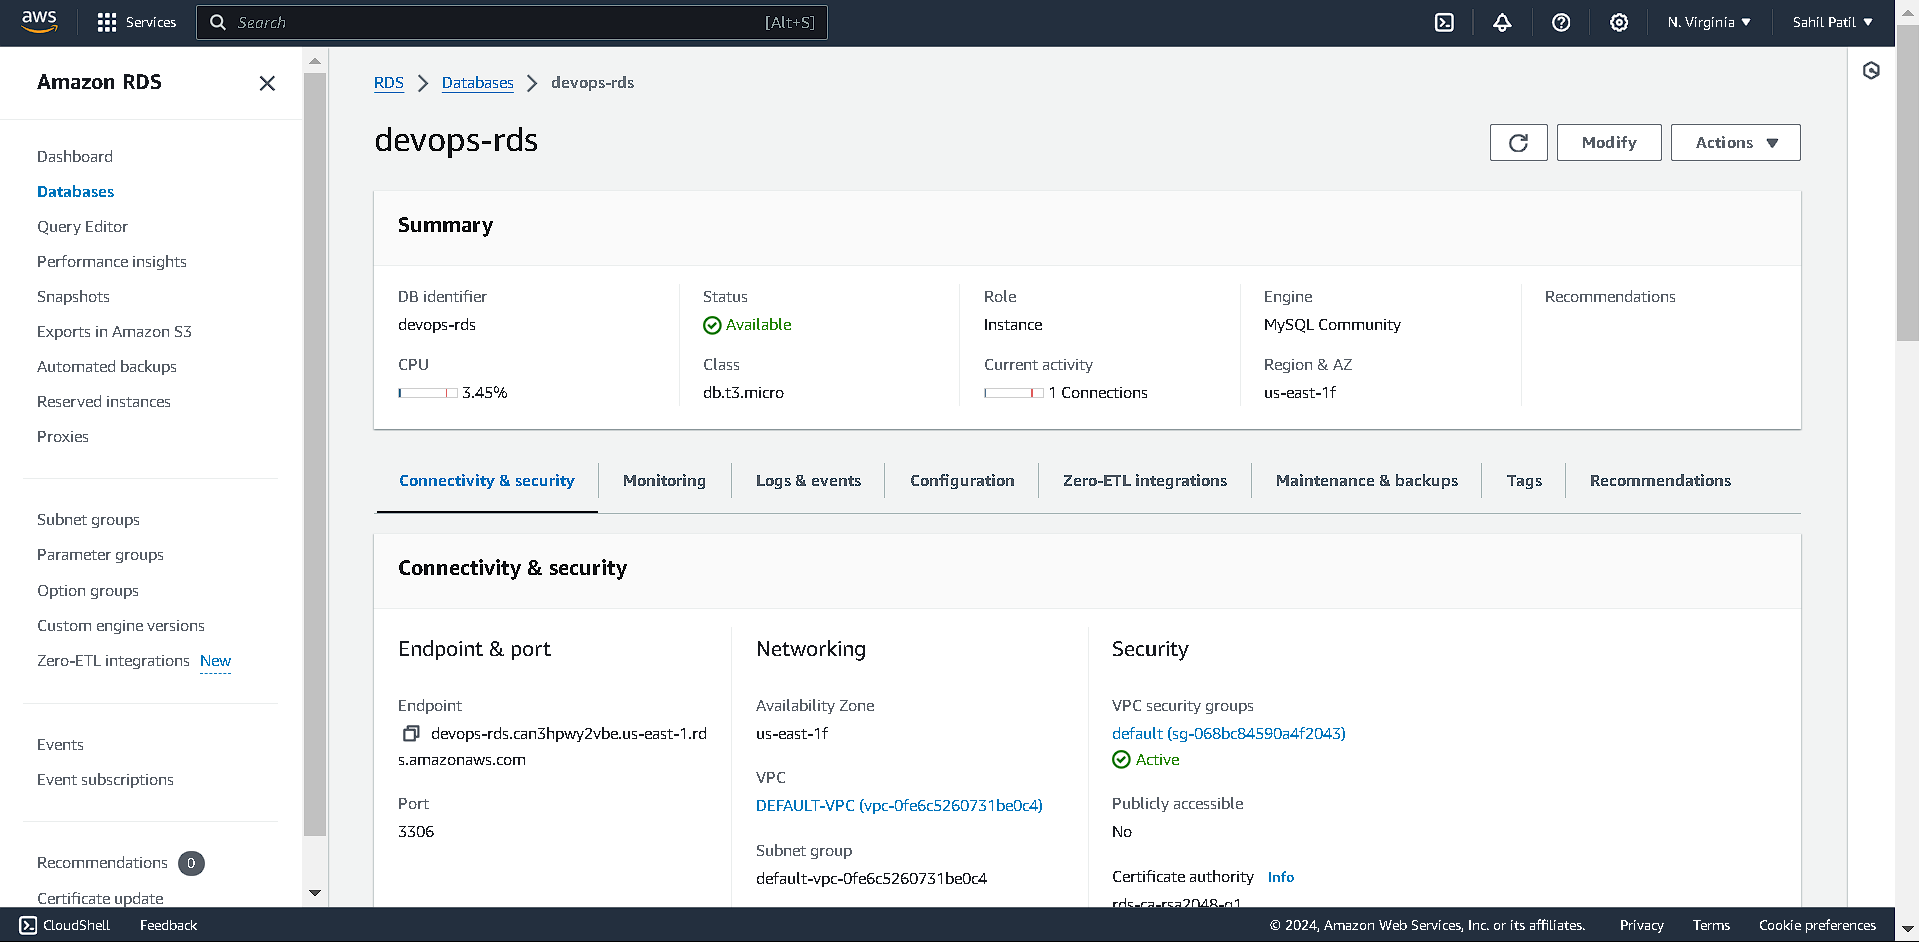 aws
Services
Search
[Alt+S]
N. Virginia
Sahil Patil
Amazon RDS
Dashboard
Databases
Query Editor
Performance insights
Snapshots
Exports in Amazon S3
Automated backups
Reserved instances
Proxies
Subnet groups
Parameter groups
Option groups
Custom engine versions
Zero-ETL integrations New
Events
Event subscriptions
Recommendations 0
Certificate update
RDS > Databases > devops-rds
devops-rds
Modify
Actions
Summary
DB identifier
devops-rds
CPU
3.45%
Status
Available
Class
db.t3.micro
Role
Instance
Current activity
1 Connections
Engine
MySQL Community
Region & AZ
us-east-1f
Recommendations
Connectivity & security
Monitoring
Logs & events
Configuration
Zero-ETL integrations
Maintenance & backups
Tags
Recommendations
Connectivity & security
Endpoint & port
Endpoint
devops-rds.can3hpwy2vbe.us-east-1.rd
s.amazonaws.com
Port
3306
Networking
Availability Zone
us-east-1f
VPC
DEFAULT-VPC (vpc-0fe6c5260731be0c4)
Subnet group
default-vpc-0fe6c5260731be0c4
Security
VPC security groups
default (sg-068bc84590a4f2043)
Active
Publicly accessible
No
Certificate authority Info
rds-ca-rsa2048-g1
CloudShell
Feedback
© 2024, Amazon Web Services, Inc. or its affiliates.
Privacy
Terms
Cookie preferences